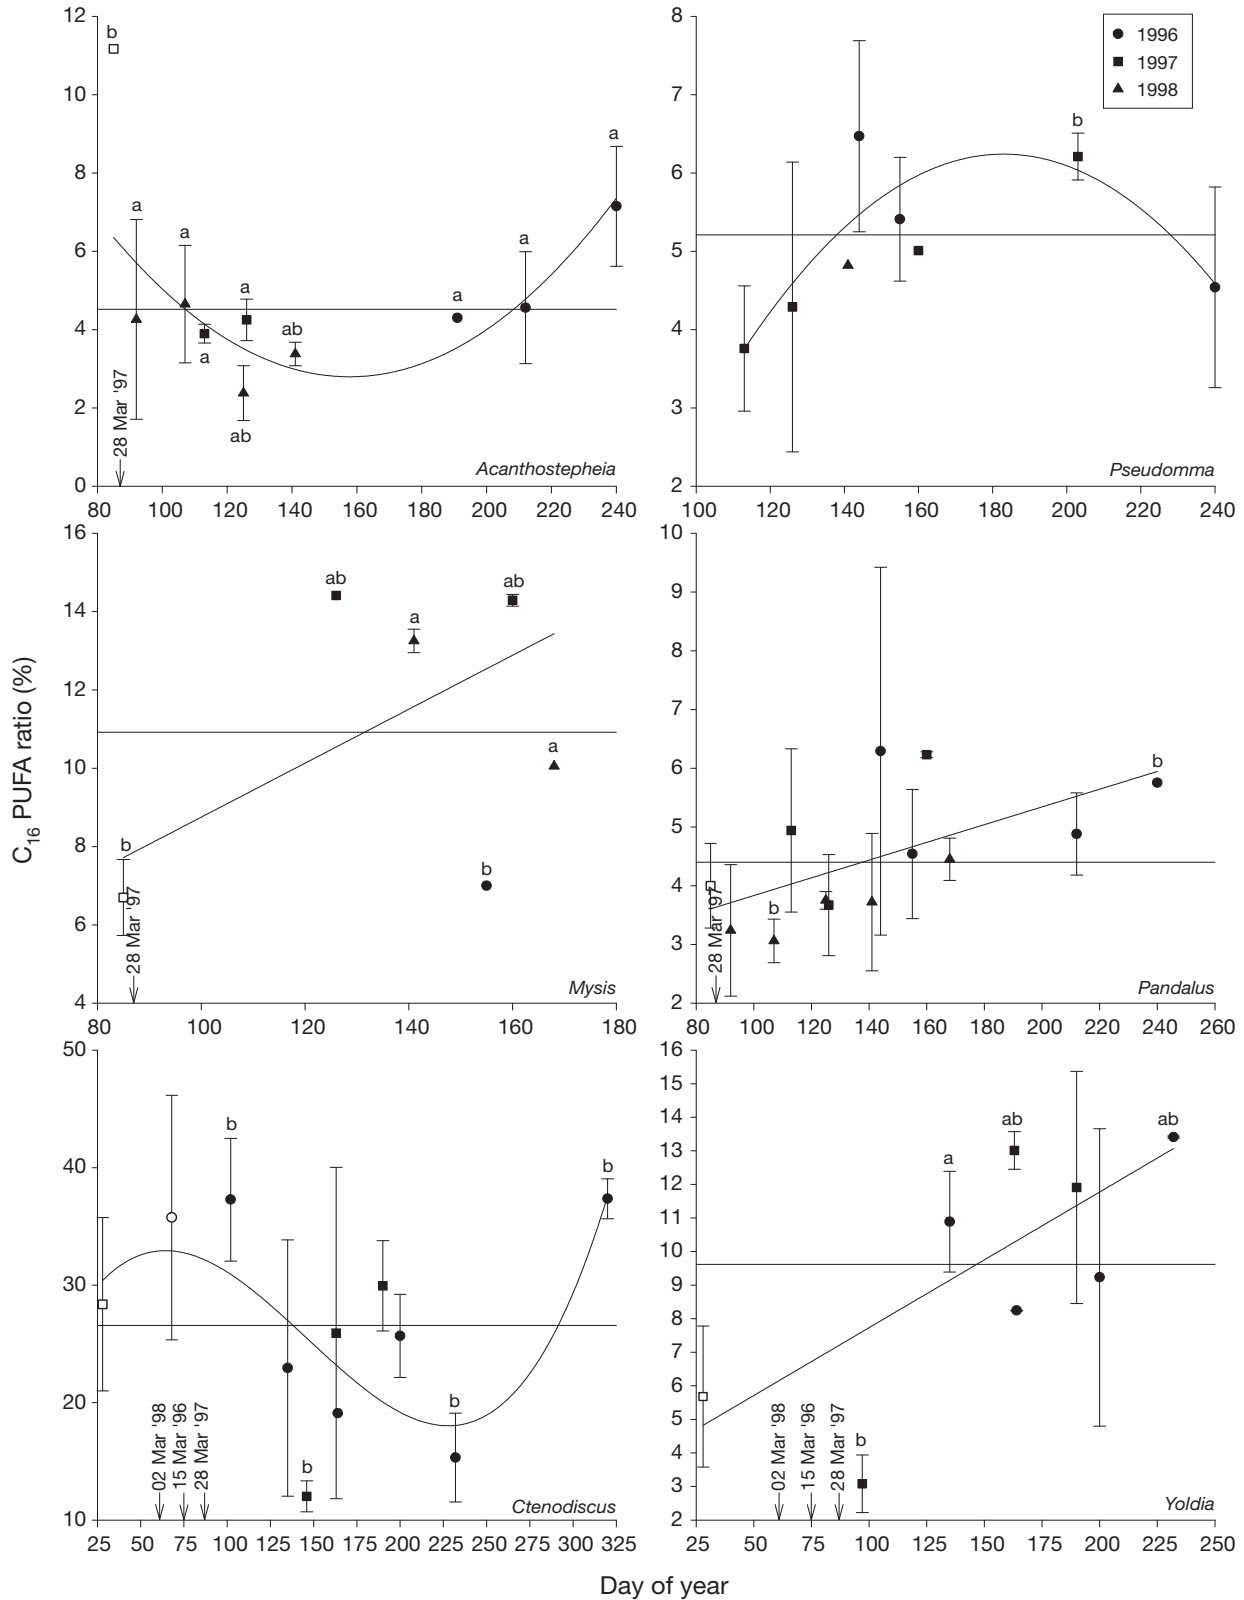 12
10
8
6
4
2
0
b
a
a
a
a
ab
ab
a
a
a
28 Mar '97
Acanthostepheia
80 100 120 140 160 180 200 220 240
8
7
6
5
4
3
2
1996
1997
1998
b
Pseudomma
100 120 140 160 180 200 220 240
C16 PUFA ratio (%)
16
14
12
10
8
6
4
b
ab
a
ab
b
a
28 Mar '97
Mysis
80 100 120 140 160 180
10
9
8
7
6
5
4
3
2
b
b
28 Mar '97
Pandalus
80 100 120 140 160 180 200 220 240 260
50
40
30
20
10
b
b
b
b
02 Mar '98
15 Mar '96
28 Mar '97
Ctenodiscus
25 50 75 100 125 150 175 200 225 250 275 300 325
16
15
14
13
12
11
10
9
8
7
6
5
4
3
2
b
a
ab
ab
02 Mar '98
15 Mar '96
28 Mar '97
Yoldia
25 50 75 100 125 150 175 200 225 250
Day of year